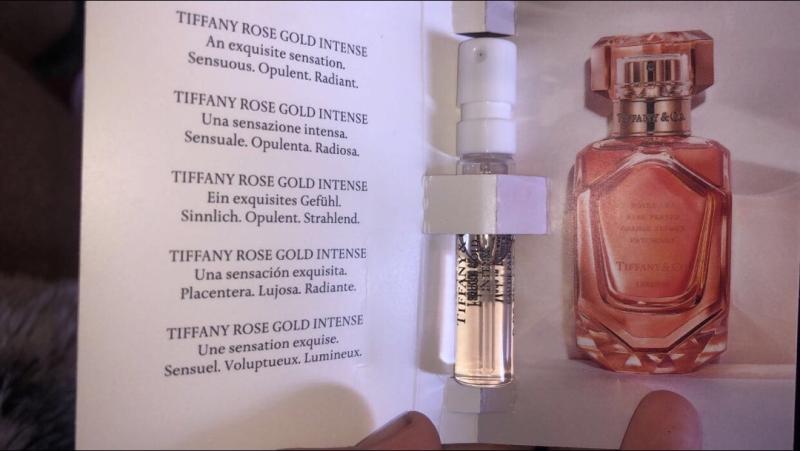 TIFFANY ROSE GOLD INTENSE
An exquisite sensation.
Sensuous. Opulent. Radiant.
TIFFANY ROSE GOLD INTENSE
Una sensazione intensa.
Sensuale. Opulenta. Radiosa.
TIFFANY ROSE GOLD INTENSE
Ein exquisites Gefühl.
Sinnlich. Opulent. Strahlend.
TIFFANY ROSE GOLD INTENSE
Una sensación exquisita.
Placentera. Lujosa. Radiante.
TIFFANY ROSE GOLD INTENSE
Une sensation exquise.
Sensuel. Voluptueux. Lumineux.
TIFFANY
TIFFANY & CO.
PATCHOULI
TIFFANY & CO.